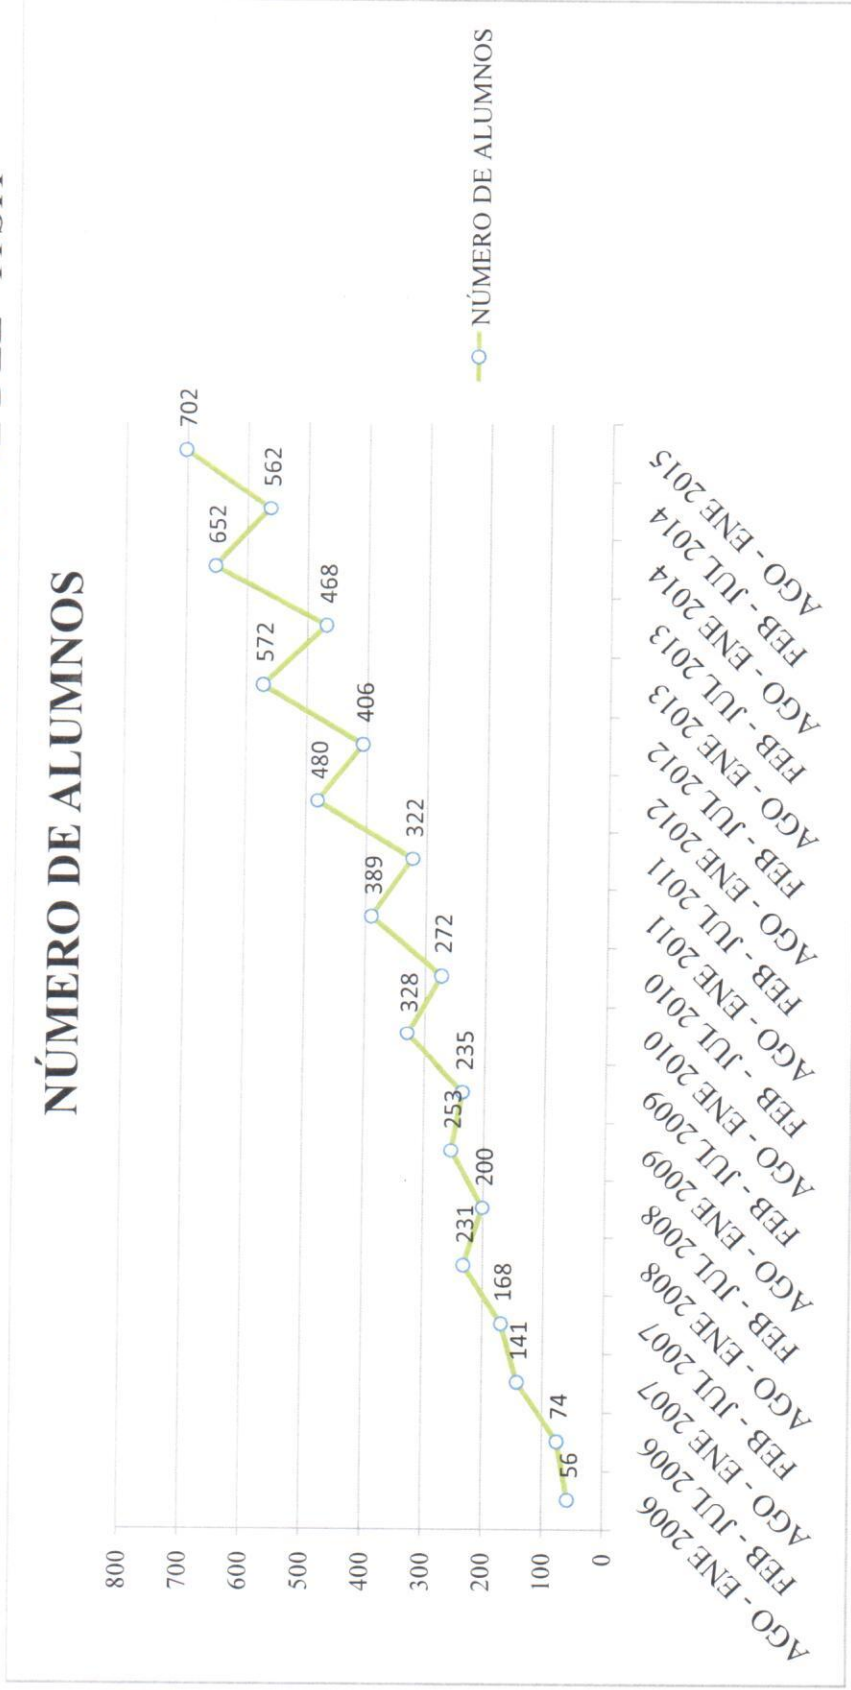 NÚMERO DE ALUMNOS
800
700
600
500
400
300
200
100
0
56
74
141
168
231
200
253
235
328
272
389
322
480
406
572
468
652
562
702
AGO - ENE 2006
FEB - JUL 2006
AGO - ENE 2007
FEB - JUL 2007
AGO - ENE 2008
FEB - JUL 2008
AGO - ENE 2009
FEB - JUL 2009
AGO - ENE 2010
FEB - JUL 2010
AGO - ENE 2011
FEB - JUL 2011
AGO - ENE 2012
FEB - JUL 2012
AGO - ENE 2013
FEB - JUL 2013
AGO - ENE 2014
FEB - JUL 2014
AGO - ENE 2015
NÚMERO DE ALUMNOS